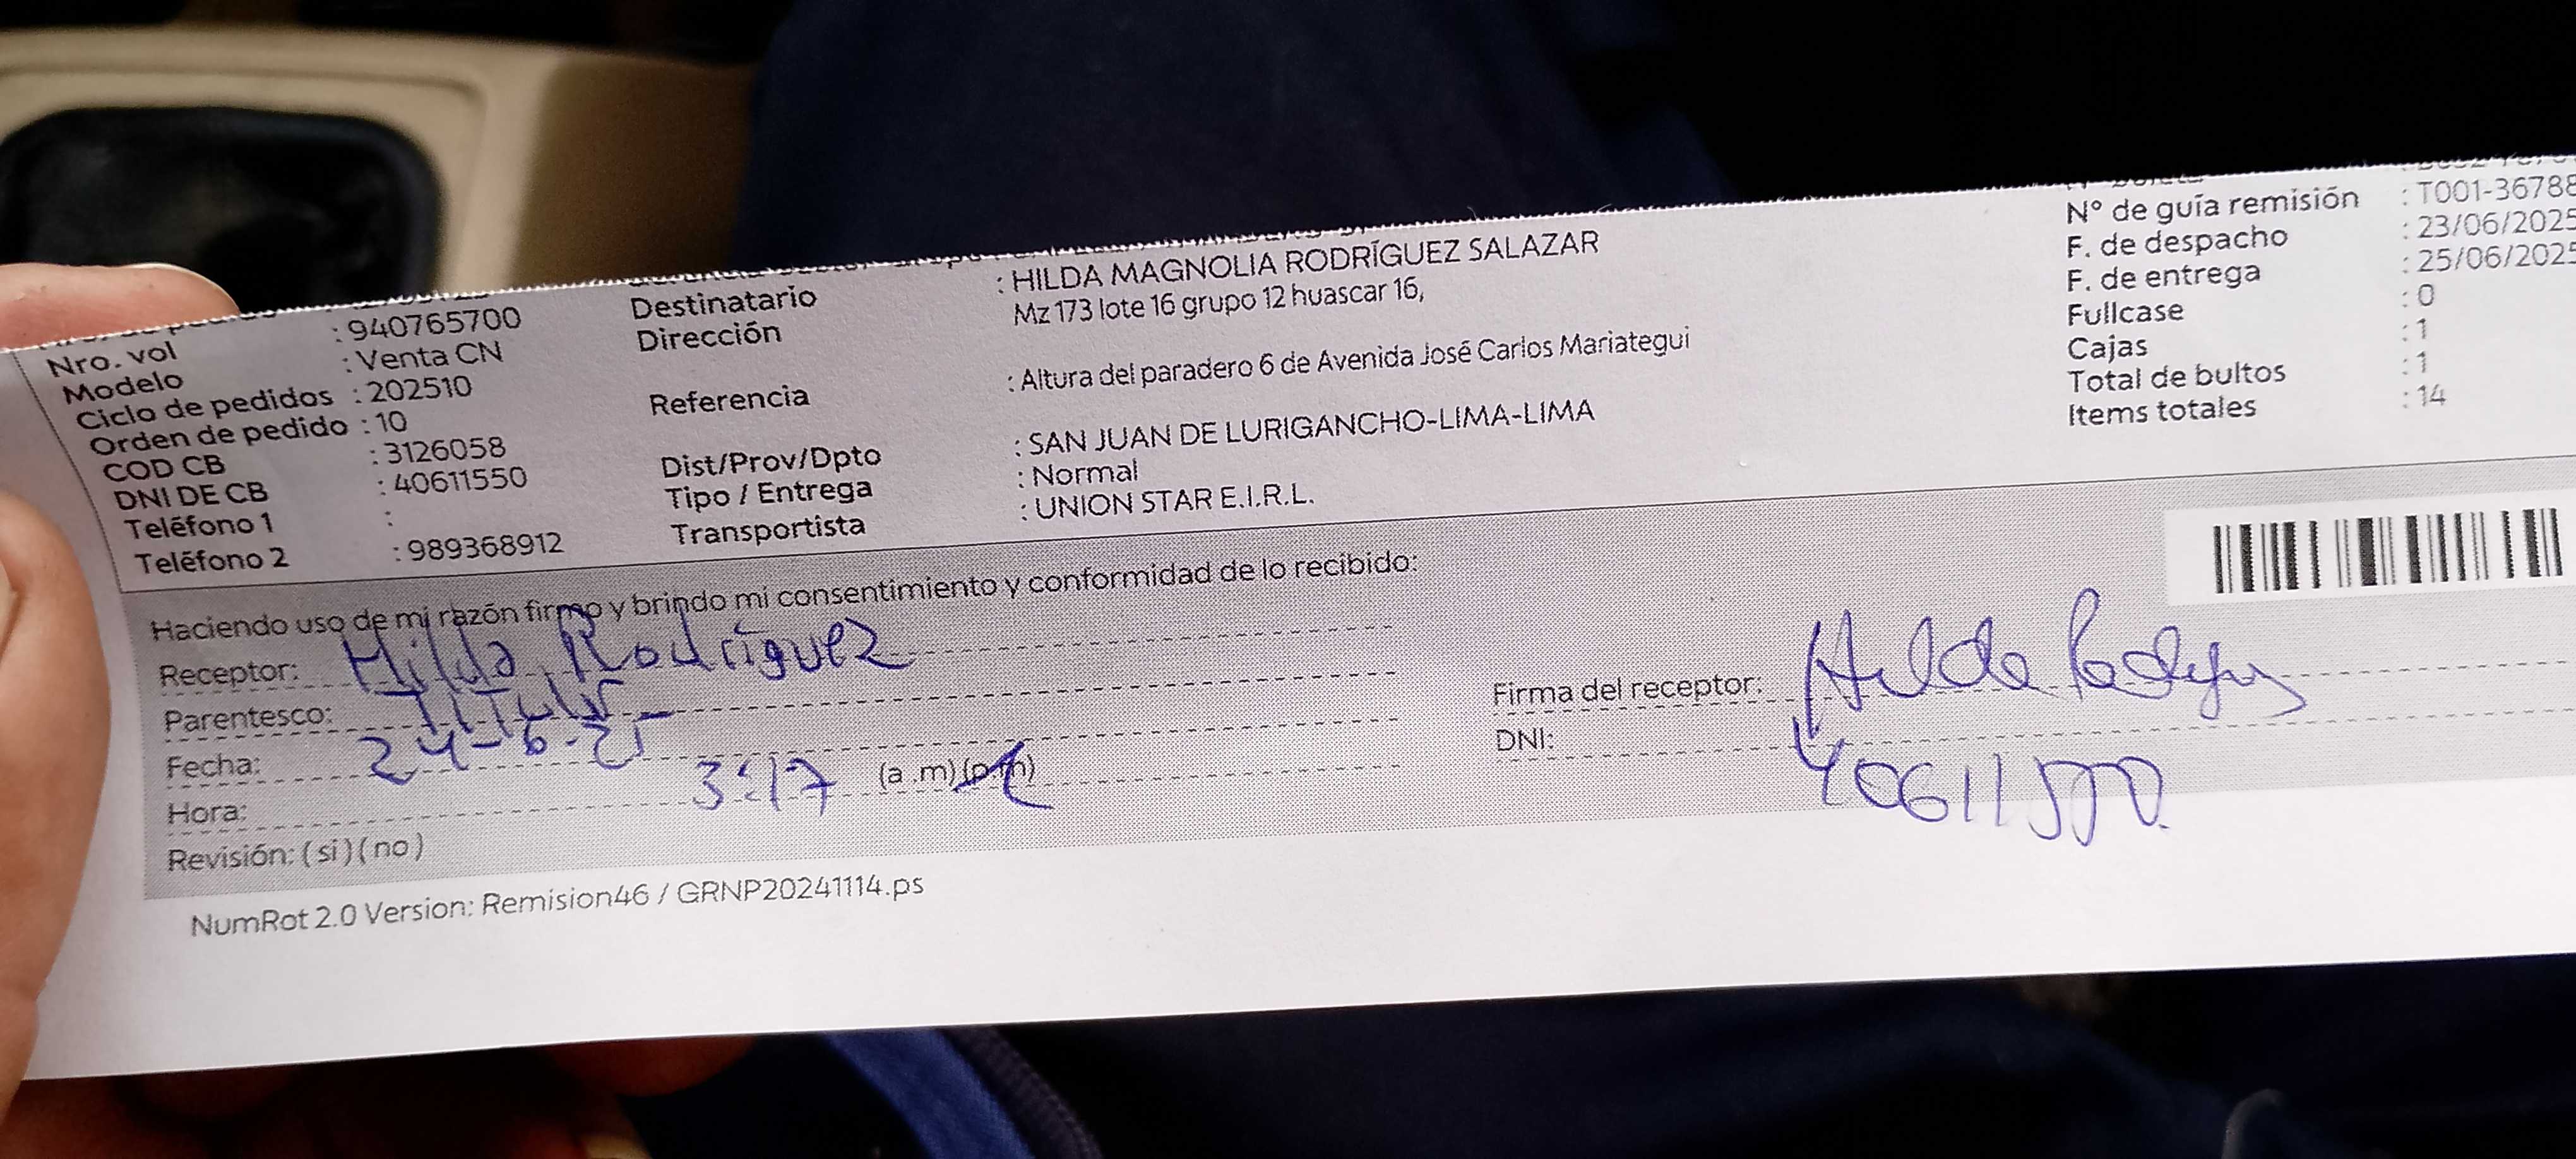 Nro. vol : 940765700
Modelo : Venta CN
Ciclo de pedidos : 202510
Orden de pedido : 10
COD CB : 3126058
DNI DE CB : 40611550
Teléfono 1 :
Teléfono 2 : 989368912
Destinatario : HILDA MAGNOLIA RODRÍGUEZ SALAZAR
Dirección Mz 173 lote 16 grupo 12 huascar 16,
Referencia : Altura del paradero 6 de Avenida José Carlos Mariategui
Dist/Prov/Dpto : SAN JUAN DE LURIGANCHO-LIMA-LIMA
Tipo / Entrega : Normal
Transportista : UNION STAR E.I.R.L.
N° de guía remisión : T001-36788
F. de despacho : 23/06/2025
F. de entrega : 25/06/2025
Fullcase : 0
Cajas : 1
Total de bultos : 1
Items totales : 14
Haciendo uso de mi razón firmo y brindo mi consentimiento y conformidad de lo recibido:
Receptor: Hilda Rodríguez
Parentesco: Titular
Fecha: 24-6-25
Hora: 3:17 (a.m) (p.m)
Revisión: ( si ) ( no )
Firma del receptor: Hilda Rodríguez
DNI: 40611550
NumRot 2.0 Version: Remision46 / GRNP20241114.ps